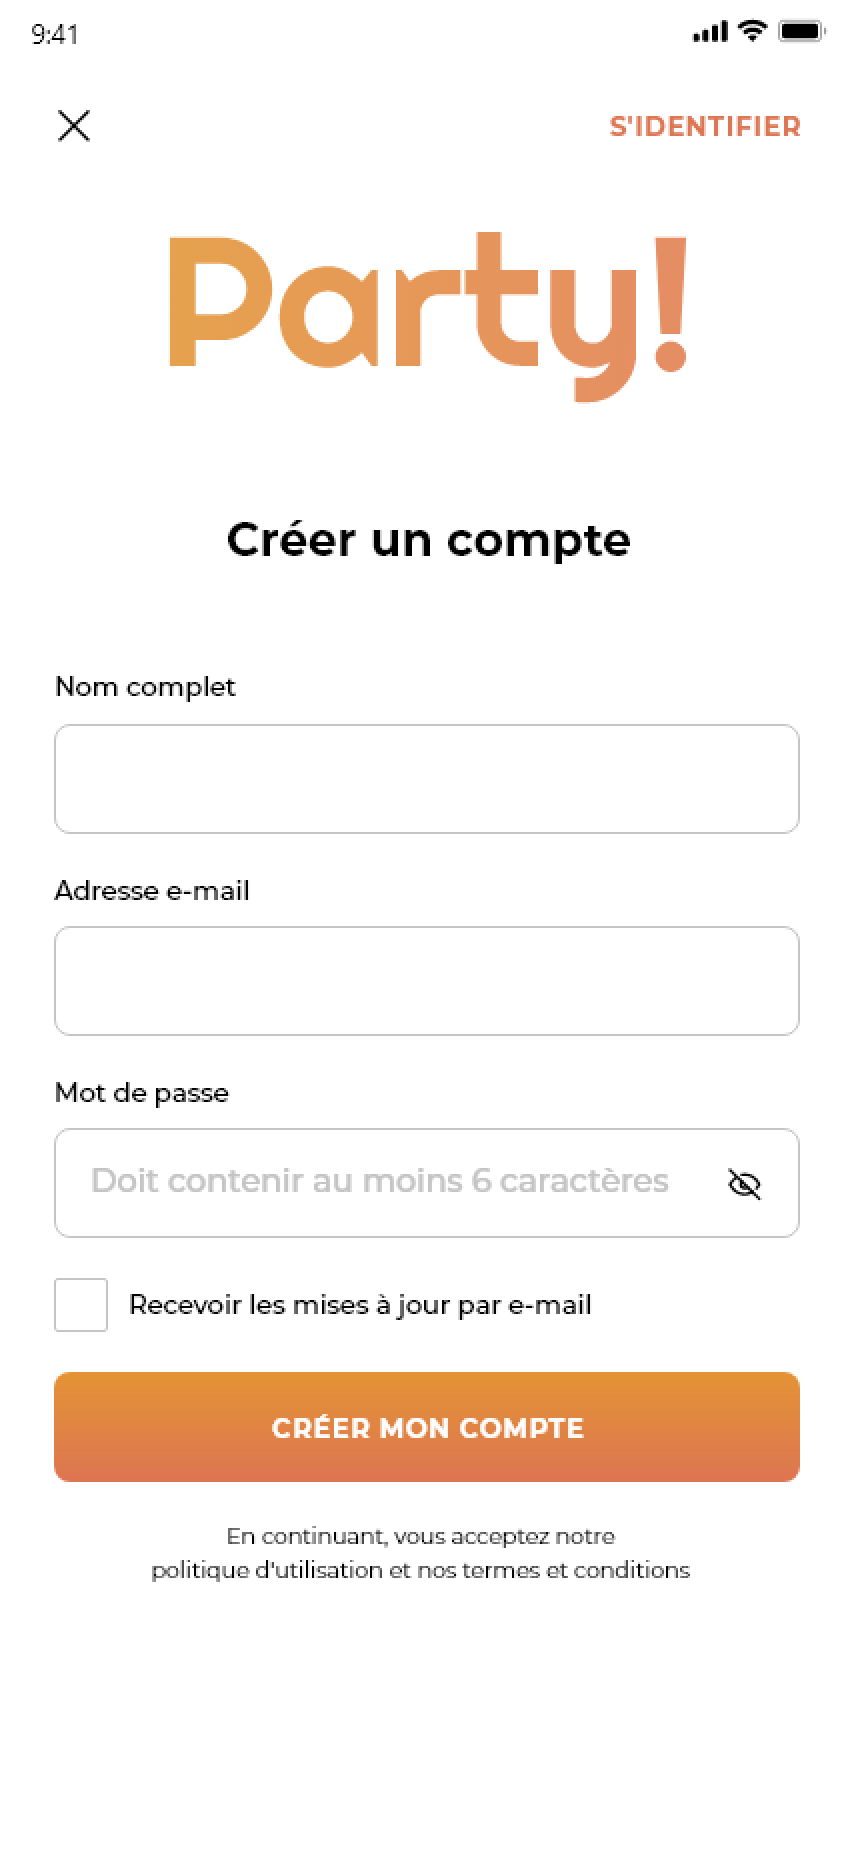 9:41
S'IDENTIFIER
Party!
Créer un compte
Nom complet
Adresse e-mail
Mot de passe
Doit contenir au moins 6 caractères
Recevoir les mises à jour par e-mail
CRÉER MON COMPTE
En continuant, vous acceptez notre
politique d'utilisation et nos termes et conditions